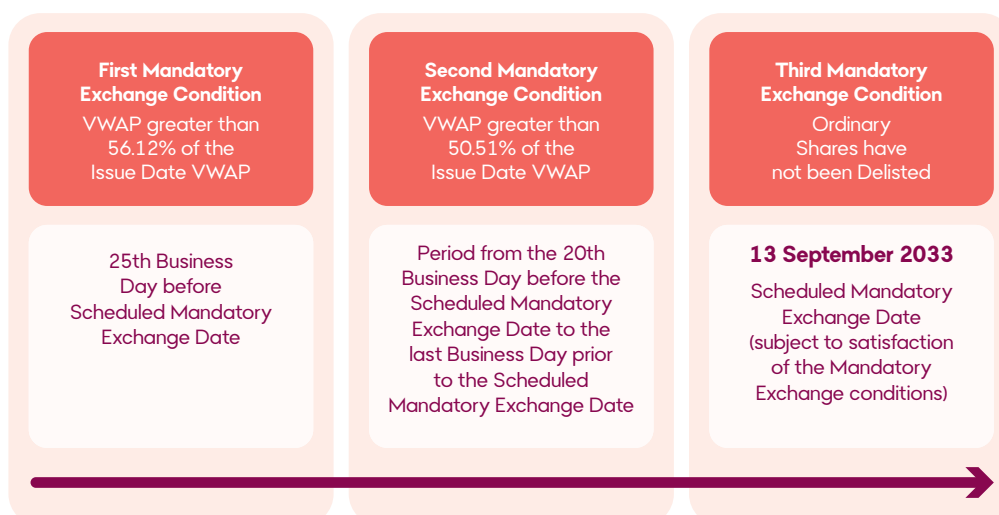 First Mandatory
Exchange Condition
VWAP greater than
56.12% of the
Issue Date VWAP
25th Business
Day before
Scheduled Mandatory
Exchange Date
Second Mandatory
Exchange Condition
VWAP greater than
50.51% of the
Issue Date VWAP
Period from the 20th
Business Day before the
Scheduled Mandatory
Exchange Date to the
last Business Day prior
to the Scheduled
Mandatory Exchange Date
Third Mandatory
Exchange Condition
Ordinary
Shares have
not been Delisted
13 September 2033
Scheduled Mandatory
Exchange Date
(subject to satisfaction
of the Mandatory
Exchange conditions)